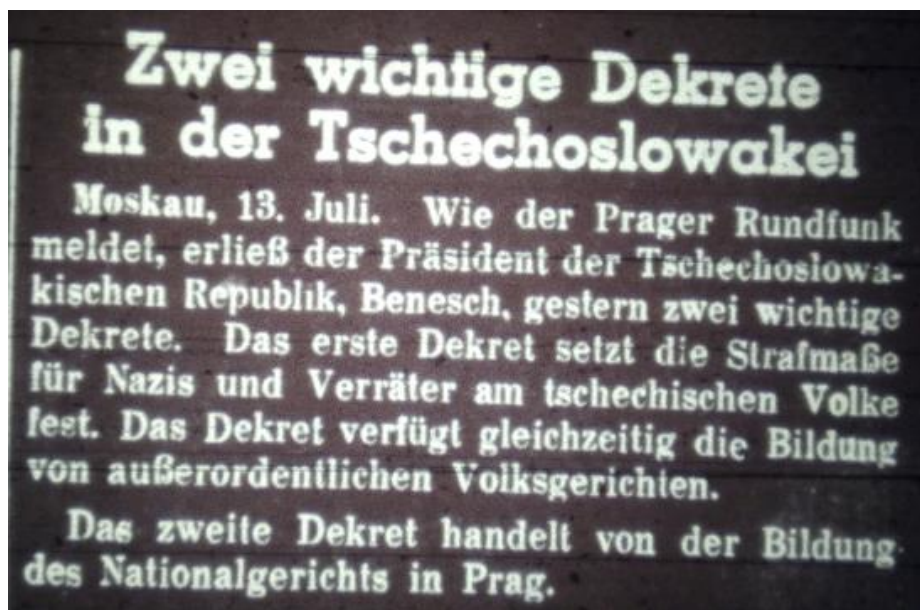 Zwei wichtige Dekrete
in der Tschechoslowakei
Moskau, 13. Juli. Wie der Prager Rundfunk
meldet, erließ der Präsident der Tschechoslowa-
kischen Republik, Benesch, gestern zwei wichtige
Dekrete. Das erste Dekret setzt die Strafmaße
für Nazis und Verräter am tschechischen Volke
fest. Das Dekret verfügt gleichzeitig die Bildung
von außerordentlichen Volksgerichten.
Das zweite Dekret handelt von der Bildung
des Nationalgerichts in Prag.